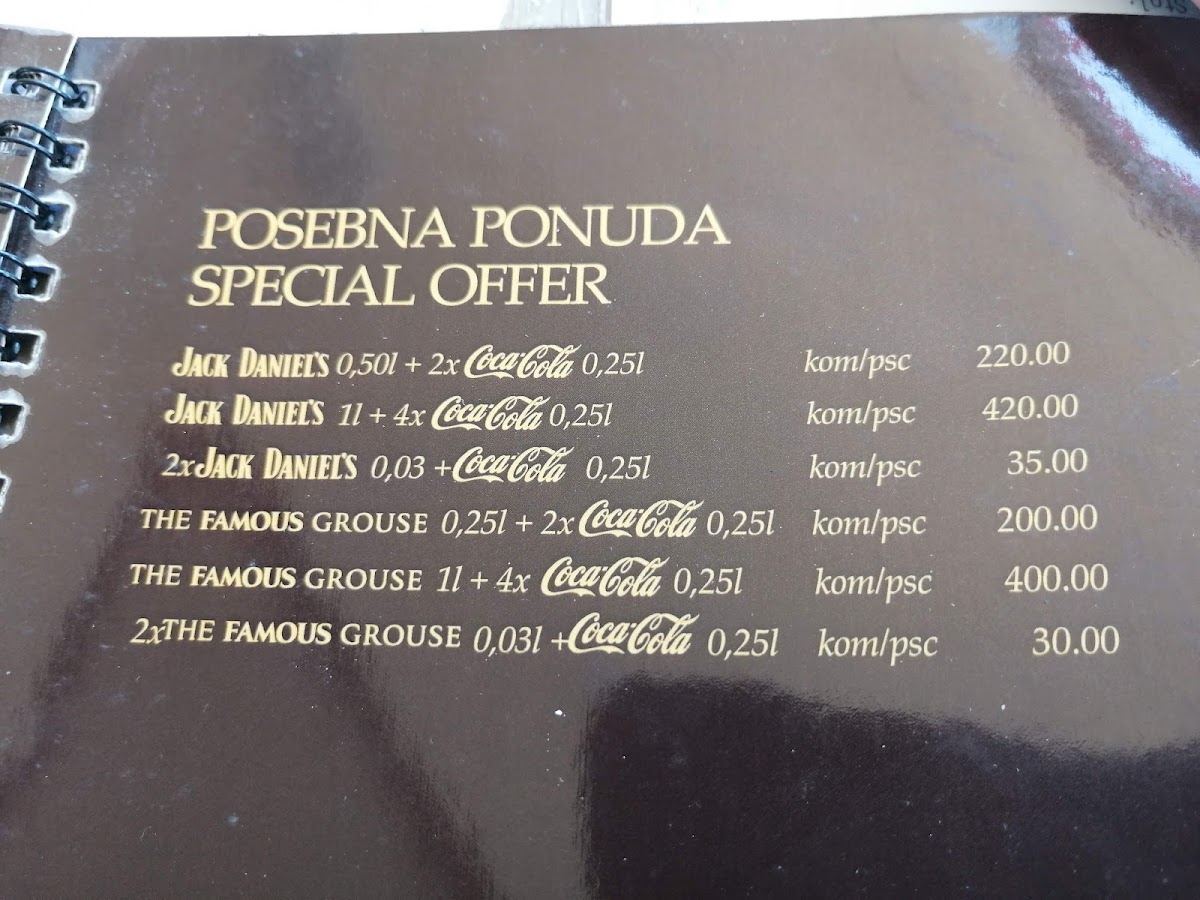 POSEBNA PONUDA
SPECIAL OFFER
JACK DANIEL'S 0,50l + 2x Coca-Cola 0,25l kom/psc 220.00
JACK DANIEL'S 1l + 4x Coca-Cola 0,25l kom/psc 420.00
2xJACK DANIEL'S 0,03 +Coca-Cola 0,25l kom/psc 35.00
THE FAMOUS GROUSE 0,25l + 2x Coca-Cola 0,25l kom/psc 200.00
THE FAMOUS GROUSE 1l + 4x Coca-Cola 0,25l kom/psc 400.00
2xTHE FAMOUS GROUSE 0,03l +Coca-Cola 0,25l kom/psc 30.00